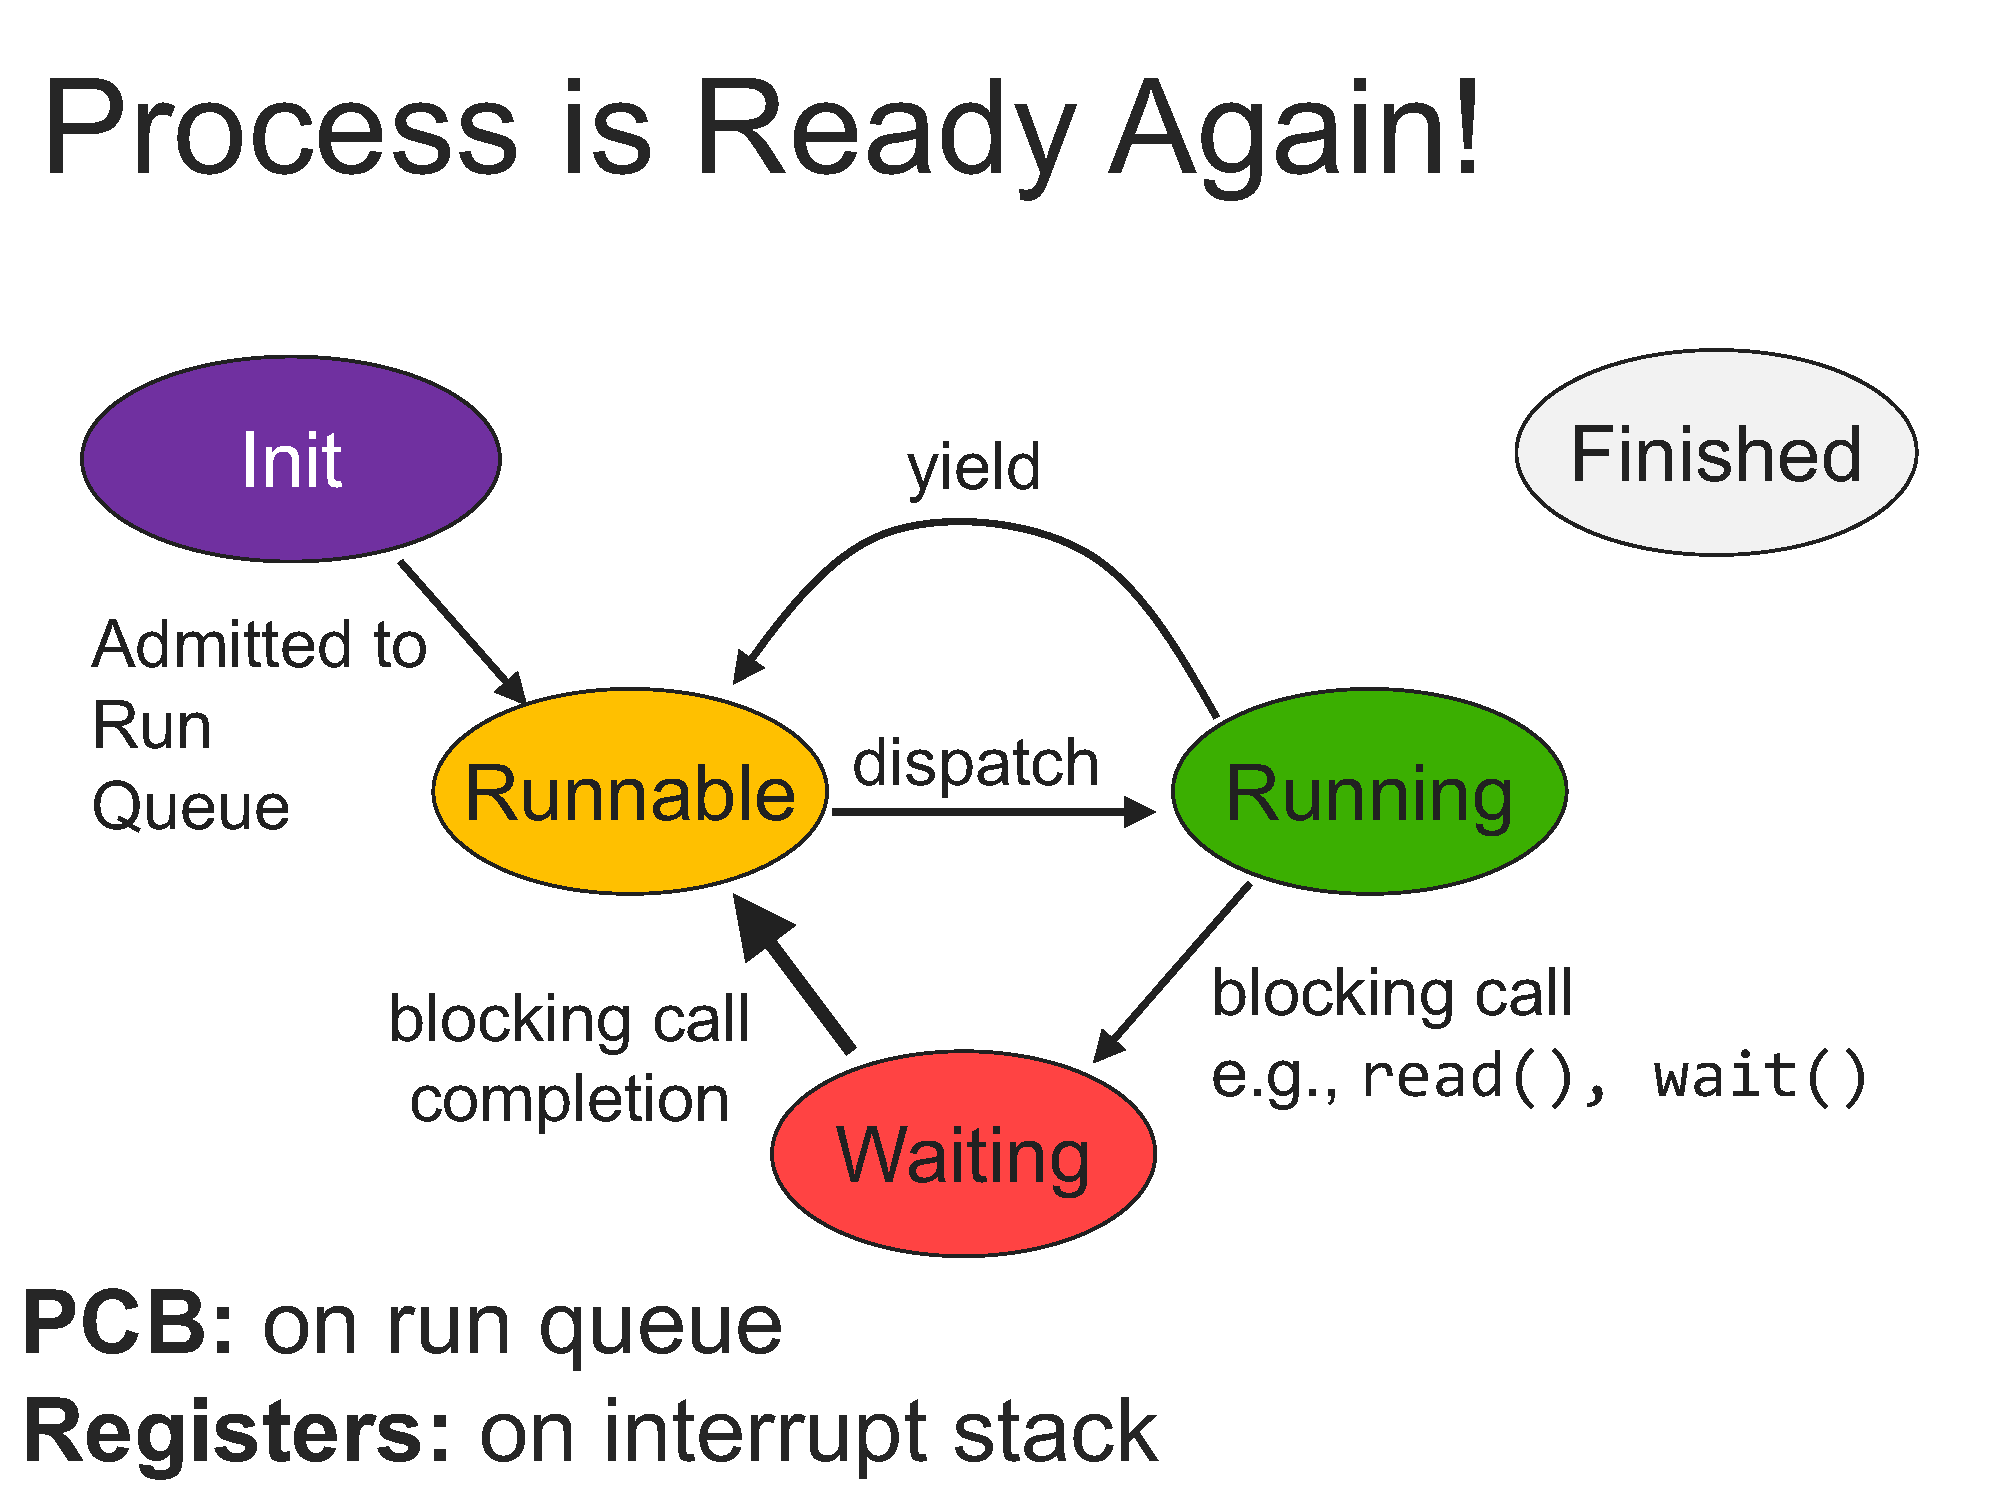 Process is Ready Again!
Init
Finished
yield
Admitted to
Run
Queue
Runnable
dispatch
Running
blocking call
completion
blocking call
e.g., read(), wait()
Waiting
PCB: on run queue
Registers: on interrupt stack